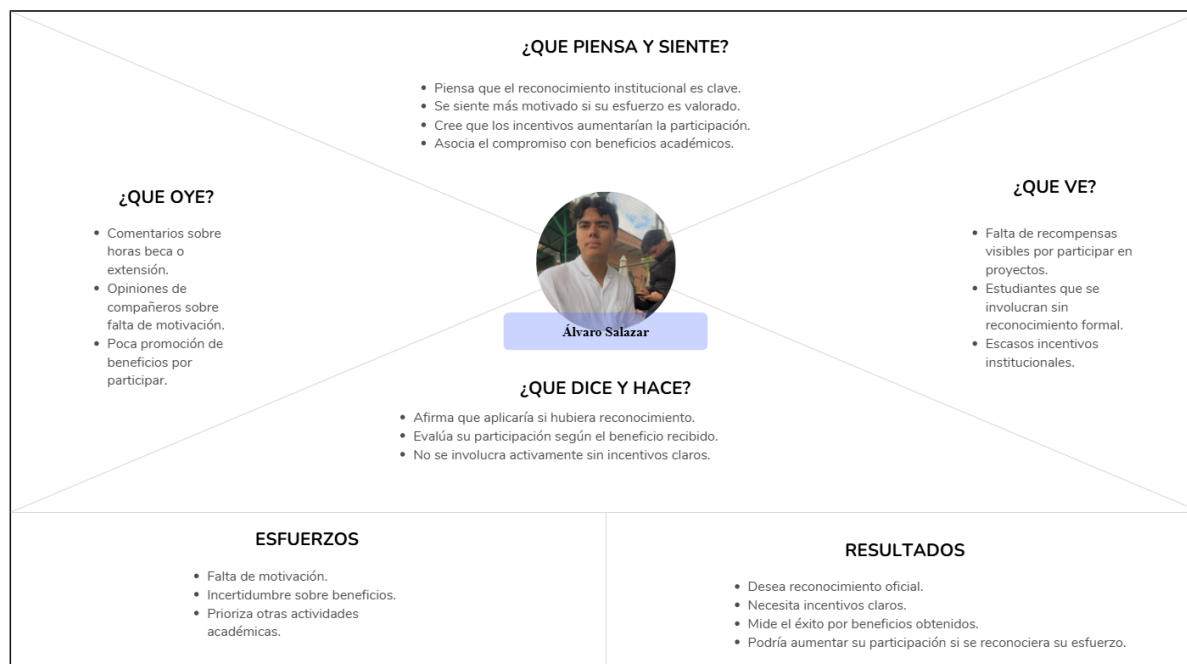 ¿QUE PIENSA Y SIENTE?
• Piensa que el reconocimiento institucional es clave.
• Se siente más motivado si su esfuerzo es valorado.
• Cree que los incentivos aumentarían la participación.
• Asocia el compromiso con beneficios académicos.
¿QUE OYE?
• Comentarios sobre
horas beca o
extensión.
• Opiniones de
compañeros sobre
falta de motivación.
• Poca promoción de
beneficios por
participar.
¿QUE VE?
• Falta de recompensas
visibles por participar en
proyectos.
• Estudiantes que se
involucran sin
reconocimiento formal.
• Escasos incentivos
institucionales.
Álvaro Salazar
¿QUE DICE Y HACE?
• Afirma que aplicaría si hubiera reconocimiento.
• Evalúa su participación según el beneficio recibido.
• No se involucra activamente sin incentivos claros.
ESFUERZOS
• Falta de motivación.
• Incertidumbre sobre beneficios.
• Prioriza otras actividades
académicas.
RESULTADOS
• Desea reconocimiento oficial.
• Necesita incentivos claros.
• Mide el éxito por beneficios obtenidos.
• Podría aumentar su participación si se reconociera su esfuerzo.